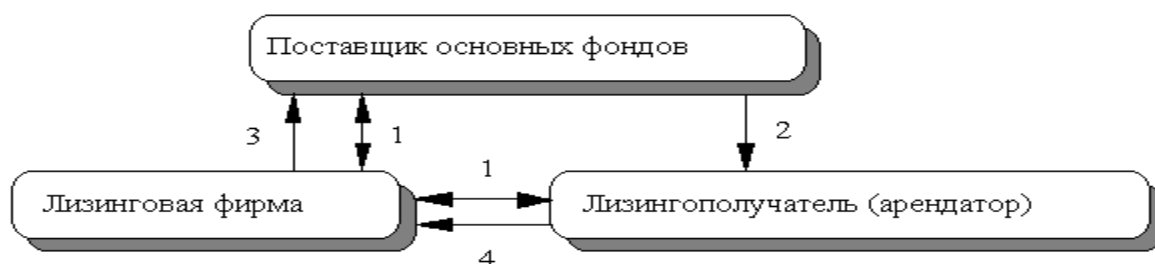 Поставщик основных фондов
3
1
2
1
Лизинговая фирма
Лизингополучатель (арендатор)
4